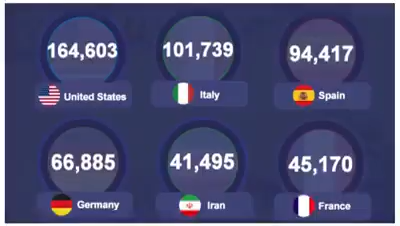 164,603 101,739 94,417
United States Italy Spain
66,885 41,495 45,170
Germany Iran France